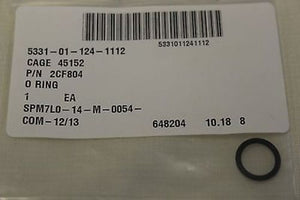 5331-01-124-1112
5331011241112
CAGE 45152
P/N 2CF804
O RING
1 EA
SPM7L0-14-M-0054-
COM-12/13 648204 10.18 8